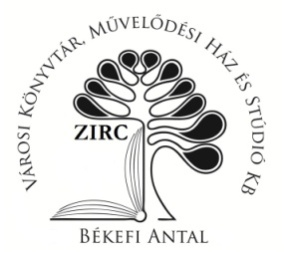 Városi Könyvtár, Művelődési Ház és Stúdió KB
ZIRC
Békefi Antal